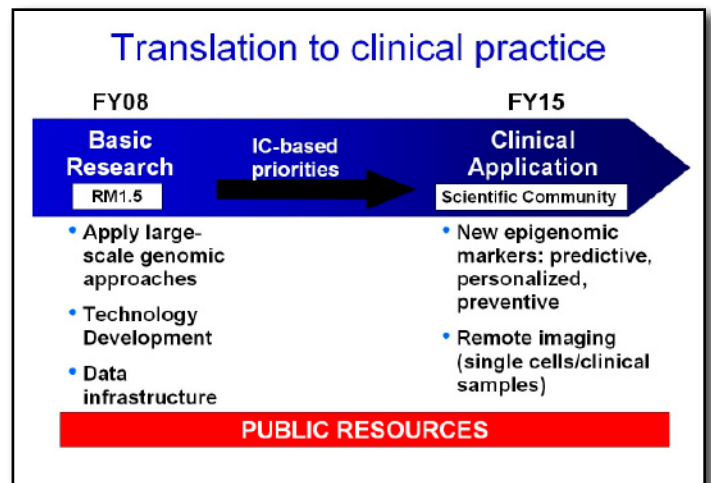 Translation to clinical practice
FY08
FY15
Basic
Research
RM1.5
IC-based
priorities
Clinical
Application
Scientific Community
• Apply large-
scale genomic
approaches
• Technology
Development
• Data
infrastructure
• New epigenomic
markers: predictive,
personalized,
preventive
• Remote imaging
(single cells/clinical
samples)
PUBLIC RESOURCES